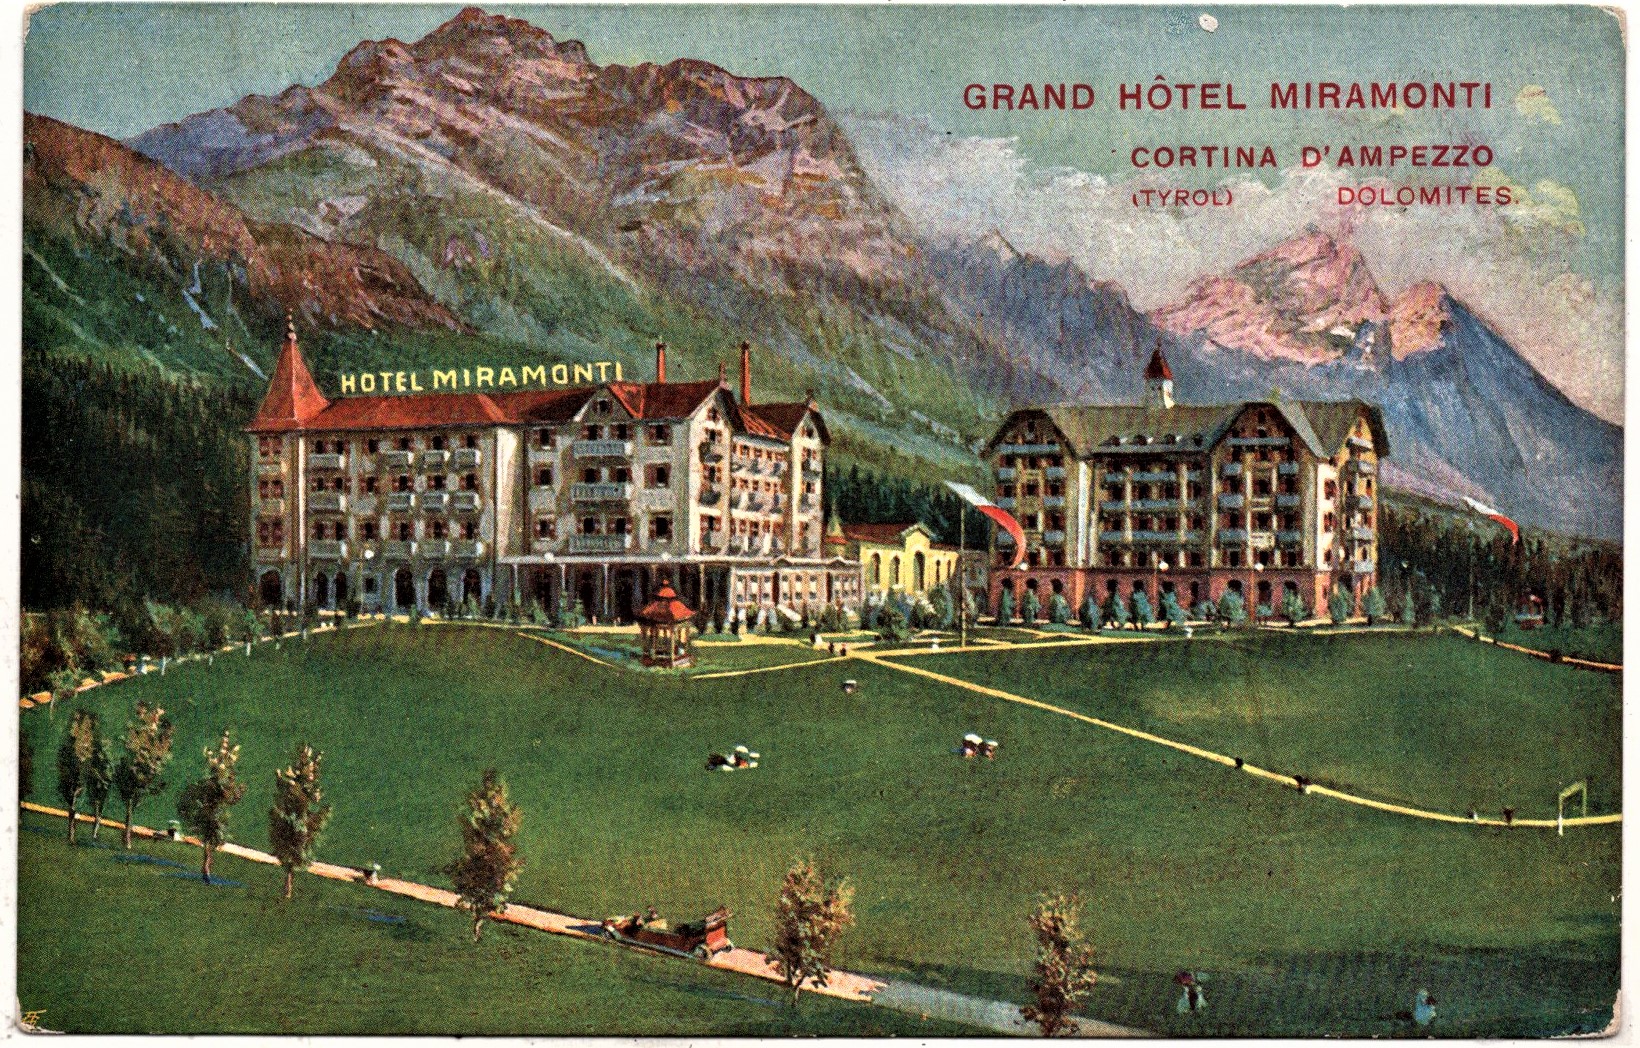 GRAND HÔTEL MIRAMONTI
CORTINA D'AMPEZZO
(TYROL) DOLOMITES.
HOTEL MIRAMONTI